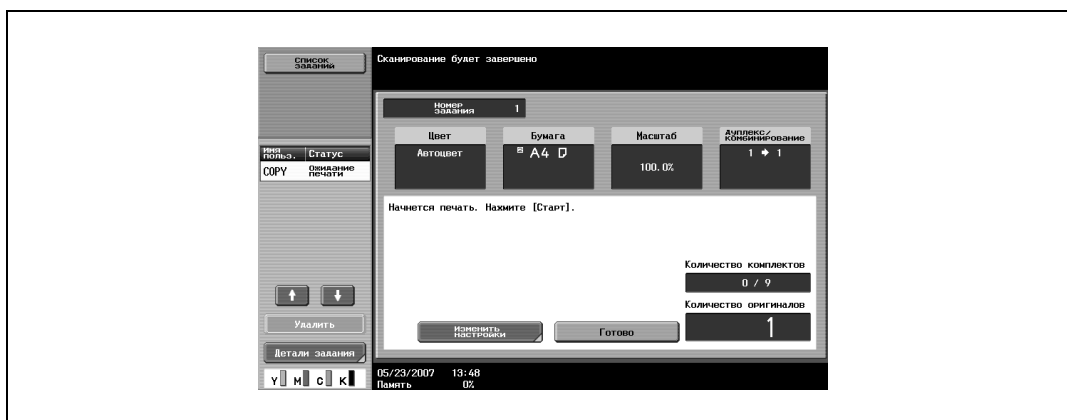 Список
заданий
Сканирование будет завершено
Номер
задания 1
Цвет
Автоцвет
Бумага
A4
Масштаб
100.0%
Дуплекс/
комбинирование
1 → 1
Имя
польз. Статус
COPY Ожидание
печати
Начнется печать. Нажмите [Старт].
Количество комплектов
0 / 9
Количество оригиналов
1
Изменить
настройки
Готово
↑ ↓
Удалить
Детали задания
Y M C K
05/23/2007 13:48
Память 0%